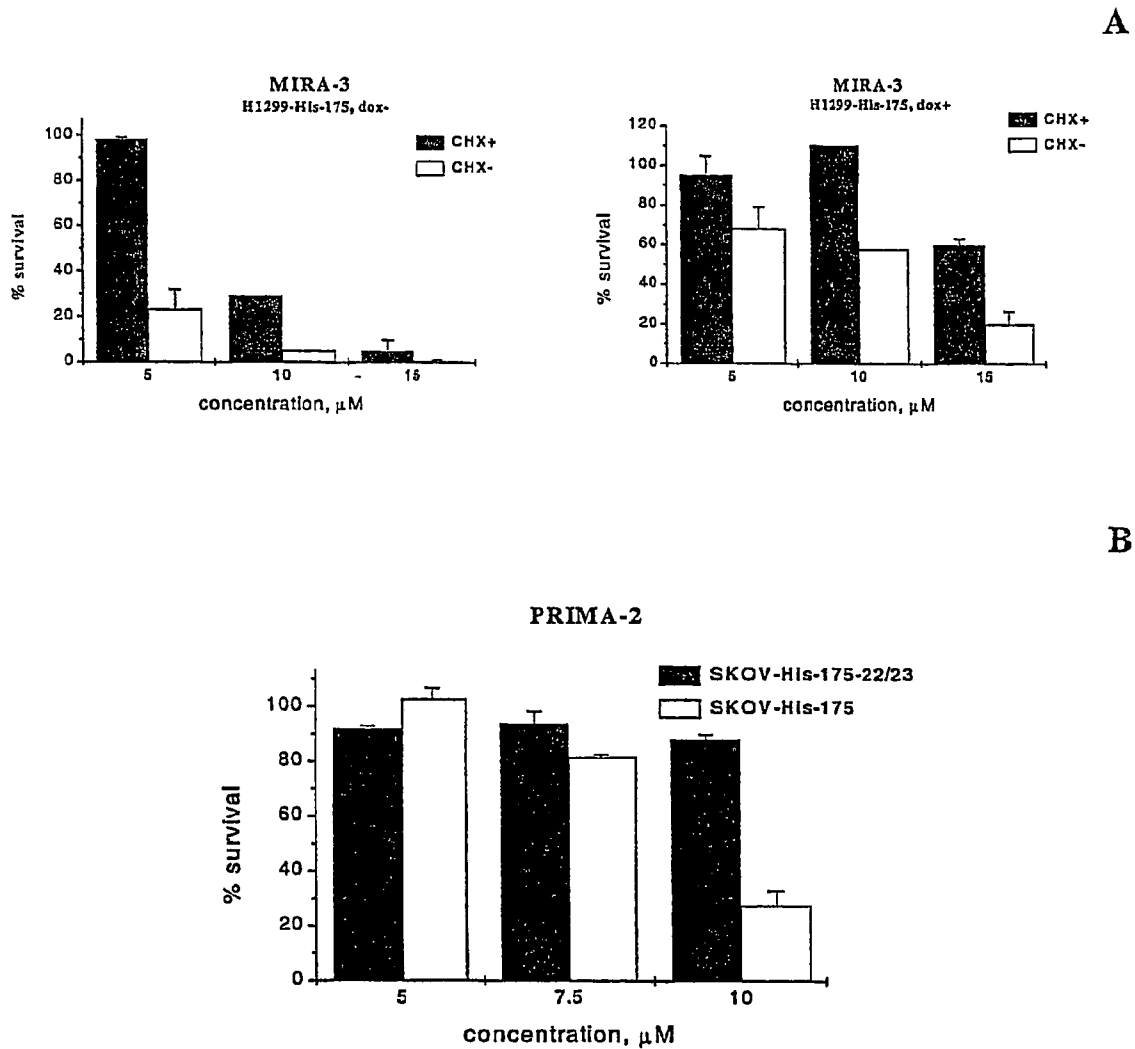 A
MIRA-3
H1299-His-175, dox-
CHX+
CHX-
100
80
60
40
20
0
% survival
5
10
15
concentration, μM
MIRA-3
H1299-His-175, dox+
CHX+
CHX-
120
100
80
60
40
20
0
% survival
5
10
15
concentration, μM
B
PRIMA-2
SKOV-His-175-22/23
SKOV-His-175
100
80
60
40
20
0
% survival
5
7.5
10
concentration, μM